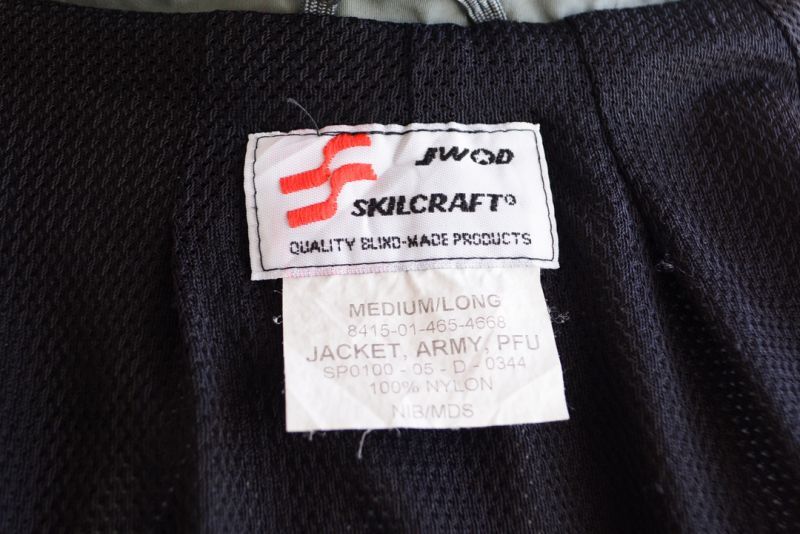 JWOD
SKILCRAFT®
QUALITY BLIND-MADE PRODUCTS
MEDIUM/LONG
8415-01-465-4668
JACKET, ARMY, PFU
SP0100 - 05 - D - 0344
100% NYLON
NIB/MDS